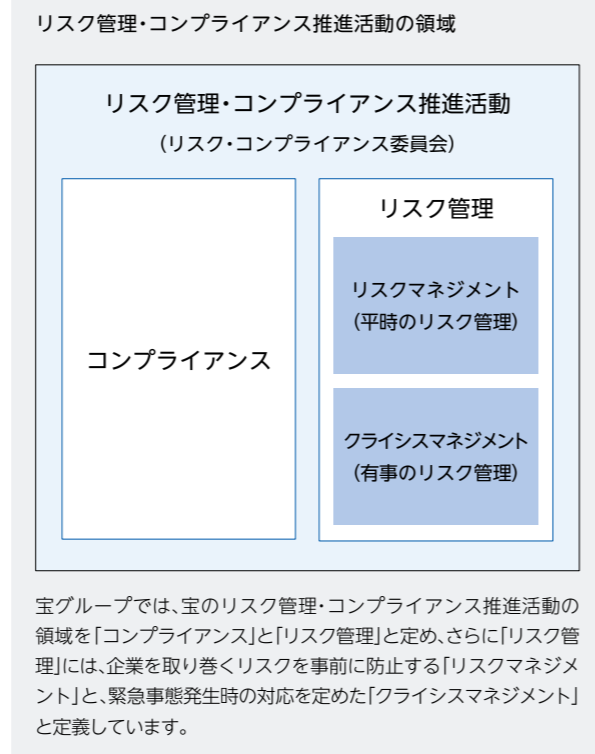 リスク管理・コンプライアンス推進活動の領域
リスク管理・コンプライアンス推進活動
(リスク・コンプライアンス委員会)
コンプライアンス
リスク管理
リスクマネジメント
(平時のリスク管理)
クライシスマネジメント
(有事のリスク管理)
宝グループでは、宝のリスク管理・コンプライアンス推進活動の
領域を「コンプライアンス」と「リスク管理」と定め、さらに「リスク管
理」には、企業を取り巻くリスクを事前に防止する「リスクマネジメ
ント」と、緊急事態発生時の対応を定めた「クライシスマネジメント」
と定義しています。